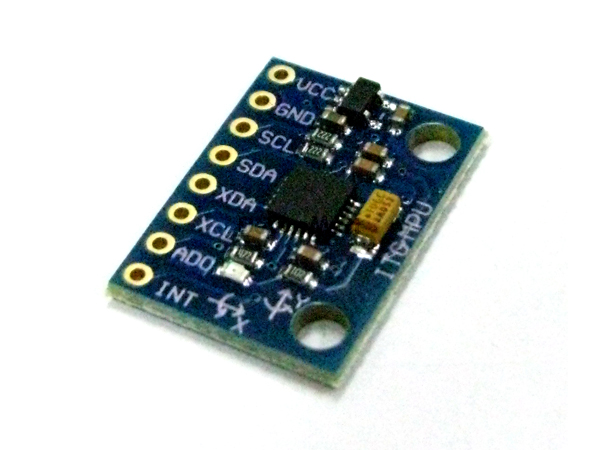 VCC
GND
SCL
SDA
XDA
XCL
ADO
INT
X
Y
ITG/MPU